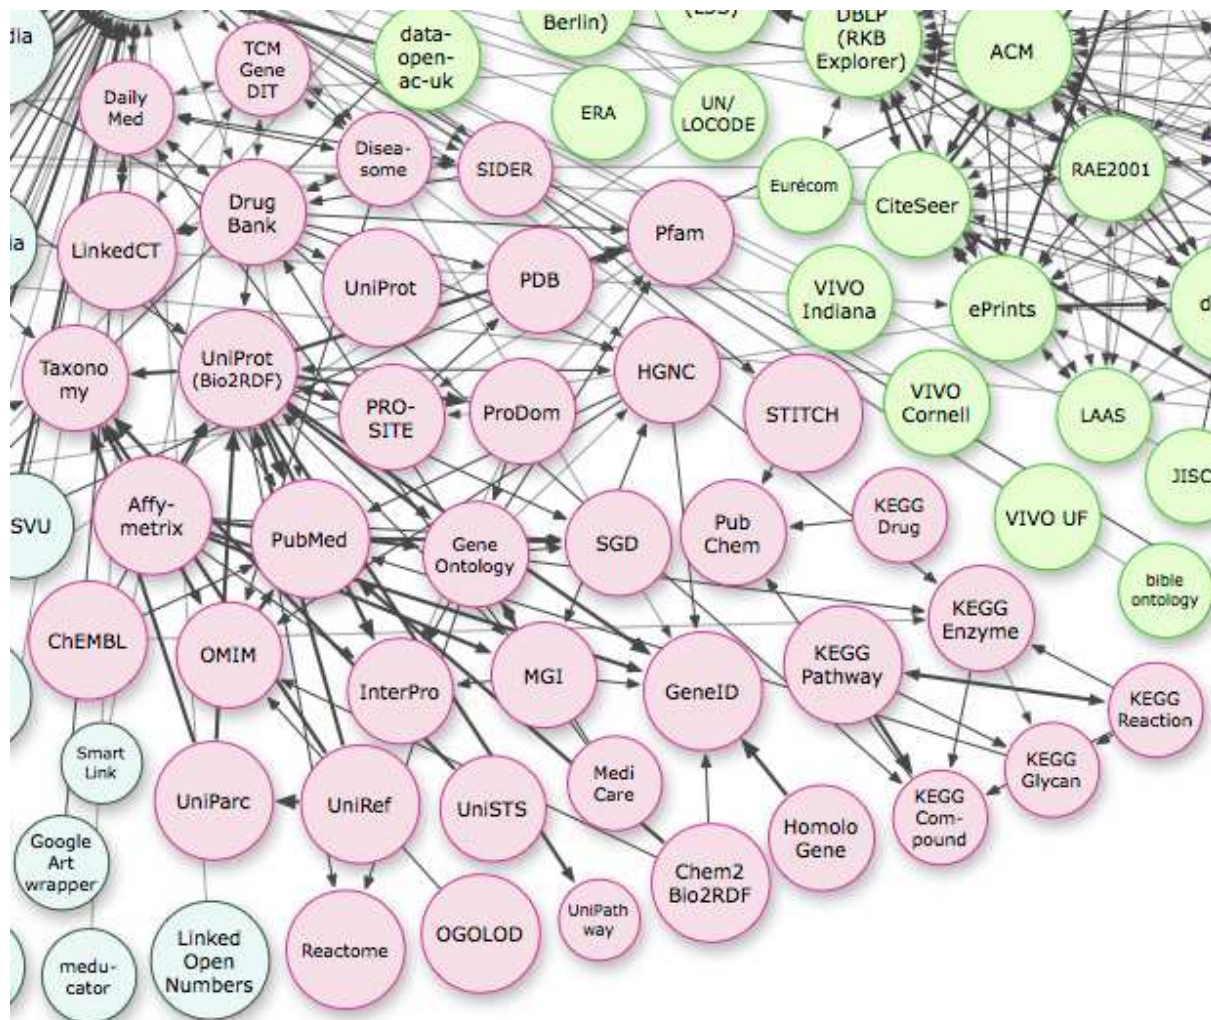 dia
Daily
Med
TCM
Gene
DIT
data-
open-
ac-uk
Berlin)
DBLP
(RKB
Explorer)
ACM
ERA
UN/
LOCODE
Disea-
some
SIDER
Eurécom
CiteSeer
RAE2001
ia
LinkedCT
Drug
Bank
UniProt
PDB
Pfam
VIVO
Indiana
ePrints
d
Taxono
my
UniProt
(Bio2RDF)
PRO-
SITE
ProDom
HGNC
STITCH
VIVO
Cornell
LAAS
JISC
SVU
Affy-
metrix
PubMed
Gene
Ontology
SGD
Pub
Chem
KEGG
Drug
VIVO UF
bible
ontology
ChEMBL
OMIM
InterPro
MGI
GeneID
KEGG
Pathway
KEGG
Enzyme
KEGG
Reaction
Smart
Link
UniParc
UniRef
UniSTS
Medi
Care
Homolo
Gene
KEGG
Com-
pound
KEGG
Glycan
Google
Art
wrapper
Chem2
Bio2RDF
medu-
cator
Linked
Open
Numbers
Reactome
OGOLOD
UniPath
way